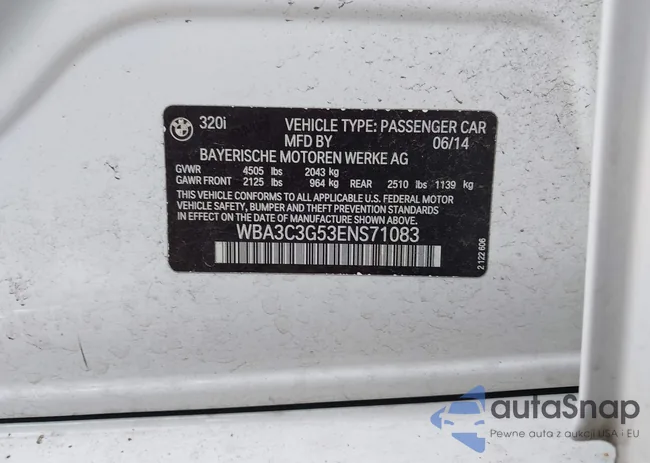 320i VEHICLE TYPE: PASSENGER CAR
MFD BY 06/14
BAYERISCHE MOTOREN WERKE AG
GVWR 4505 lbs 2043 kg
GAWR FRONT 2125 lbs 964 kg REAR 2510 lbs 1139 kg
THIS VEHICLE CONFORMS TO ALL APPLICABLE U.S. FEDERAL MOTOR
VEHICLE SAFETY, BUMPER AND THEFT PREVENTION STANDARDS
IN EFFECT ON THE DATE OF MANUFACTURE SHOWN ABOVE.
WBA3C3G53ENS71083
2 122 606
autaSnap
Pewne auta z aukcji USA i EU